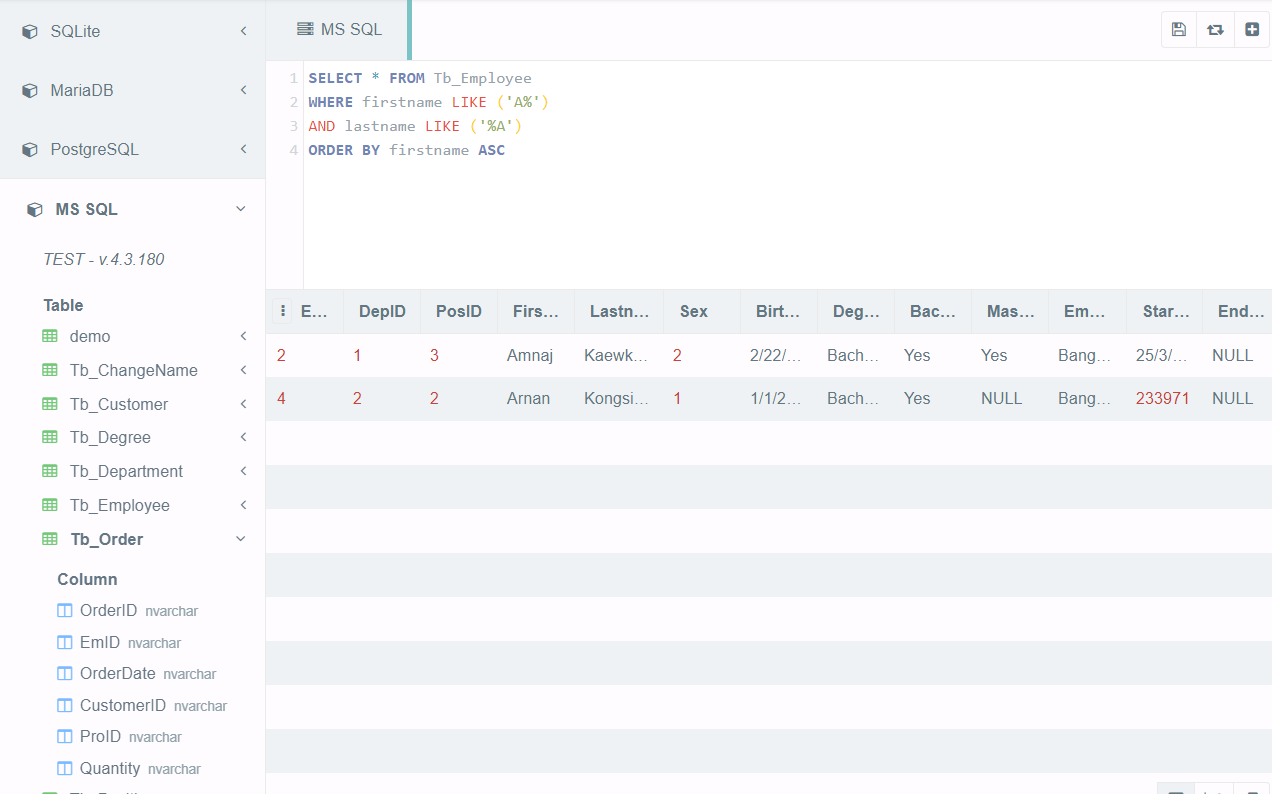 SQLite
MariaDB
PostgreSQL
MS SQL
TEST - v.4.3.180
Table
demo
Tb_ChangeName
Tb_Customer
Tb_Degree
Tb_Department
Tb_Employee
Tb_Order
Column
OrderID nvarchar
EmID nvarchar
OrderDate nvarchar
CustomerID nvarchar
ProID nvarchar
Quantity nvarchar
MS SQL
1 SELECT * FROM Tb_Employee
2 WHERE firstname LIKE ('A%')
3 AND lastname LIKE ('%A')
4 ORDER BY firstname ASC
E... DepID PosID Firs... Lastn... Sex Birt... Deg... Bac... Mas... Em... Star... End...
2 1 3 Amnaj Kaewk... 2 2/22/... Bach... Yes Yes Bang... 25/3/... NULL
4 2 2 Arnan Kongsi... 1 1/1/2... Bach... Yes NULL Bang... 233971 NULL